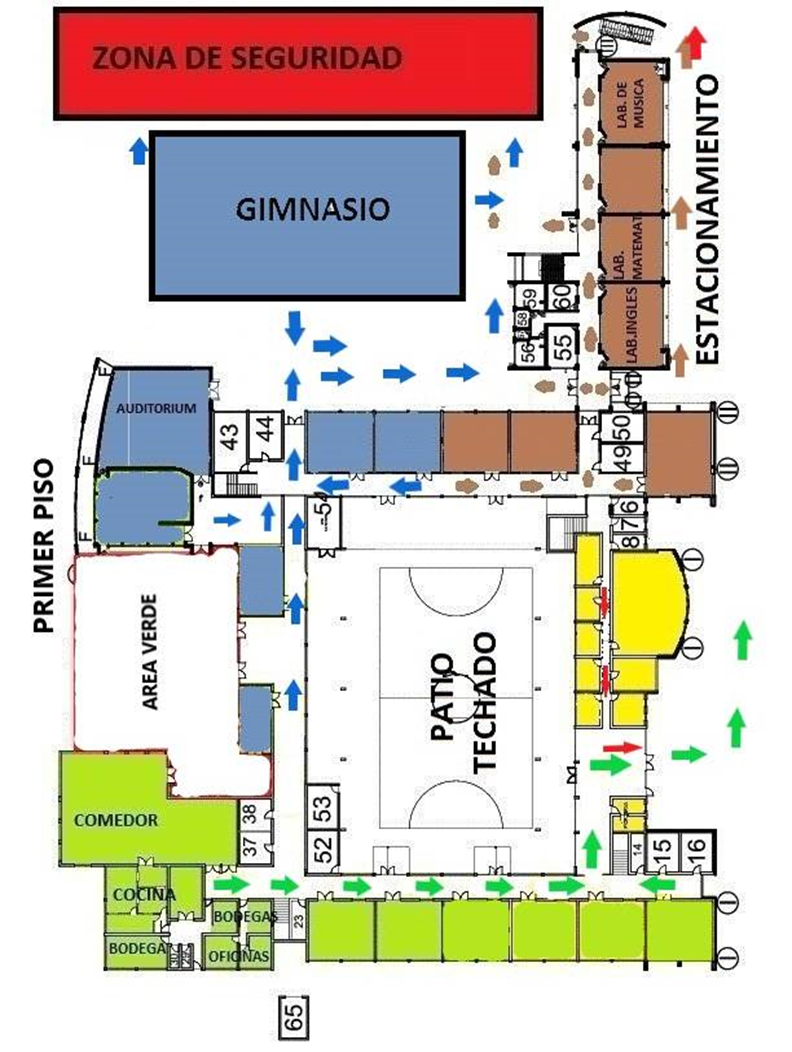 ZONA DE SEGURIDAD
GIMNASIO
ESTACIONAMIENTO
LAB. DE
MUSICA
LAB.
MATEMAT.
LAB.INGLES
59
60
58
56
55
AUDITORIUM
43
44
50
49
54
6
7
8
F
F
F
PRIMER PISO
AREA VERDE
PATIO
TECHADO
COMEDOR
38
37
53
52
14
15
16
COCINA
BODEGAS
BODEGA
OFICINAS
23
30
29
65